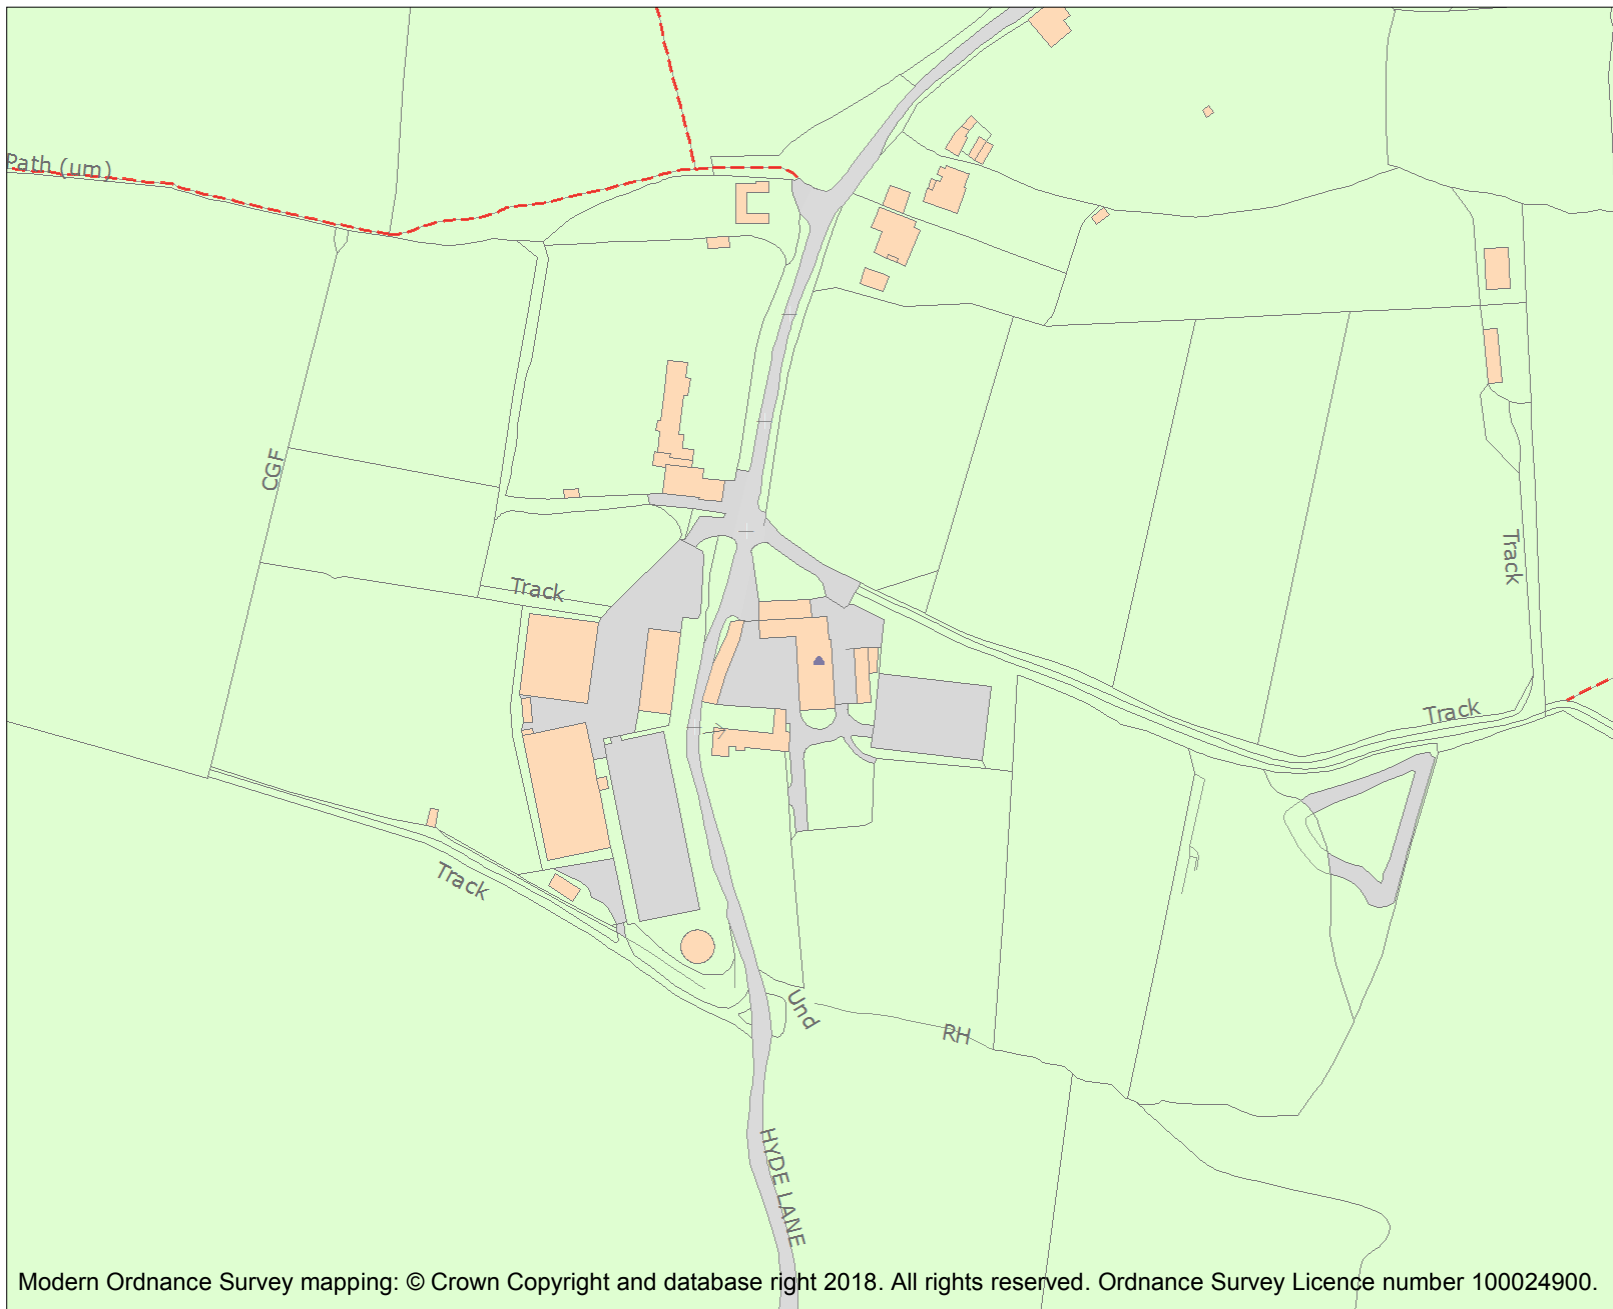 Path (um)
CGF
Track
Track
Track
Track
Und
RH
HYDE LANE
Modern Ordnance Survey mapping: © Crown Copyright and database right 2018. All rights reserved. Ordnance Survey Licence number 100024900.